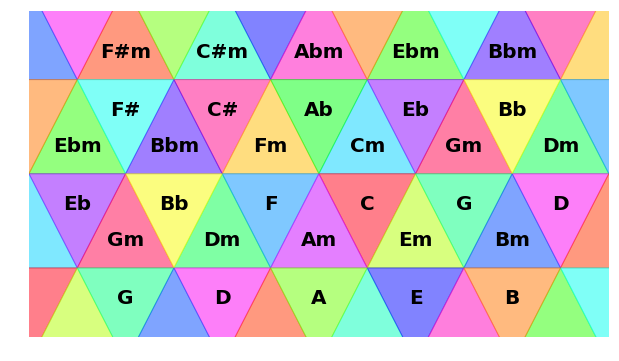 F#m C#m Abm Ebm Bbm
F# C# Ab Eb Bb
Ebm Bbm Fm Cm Gm Dm
Eb Bb F C G D
Gm Dm Am Em Bm
G D A E B